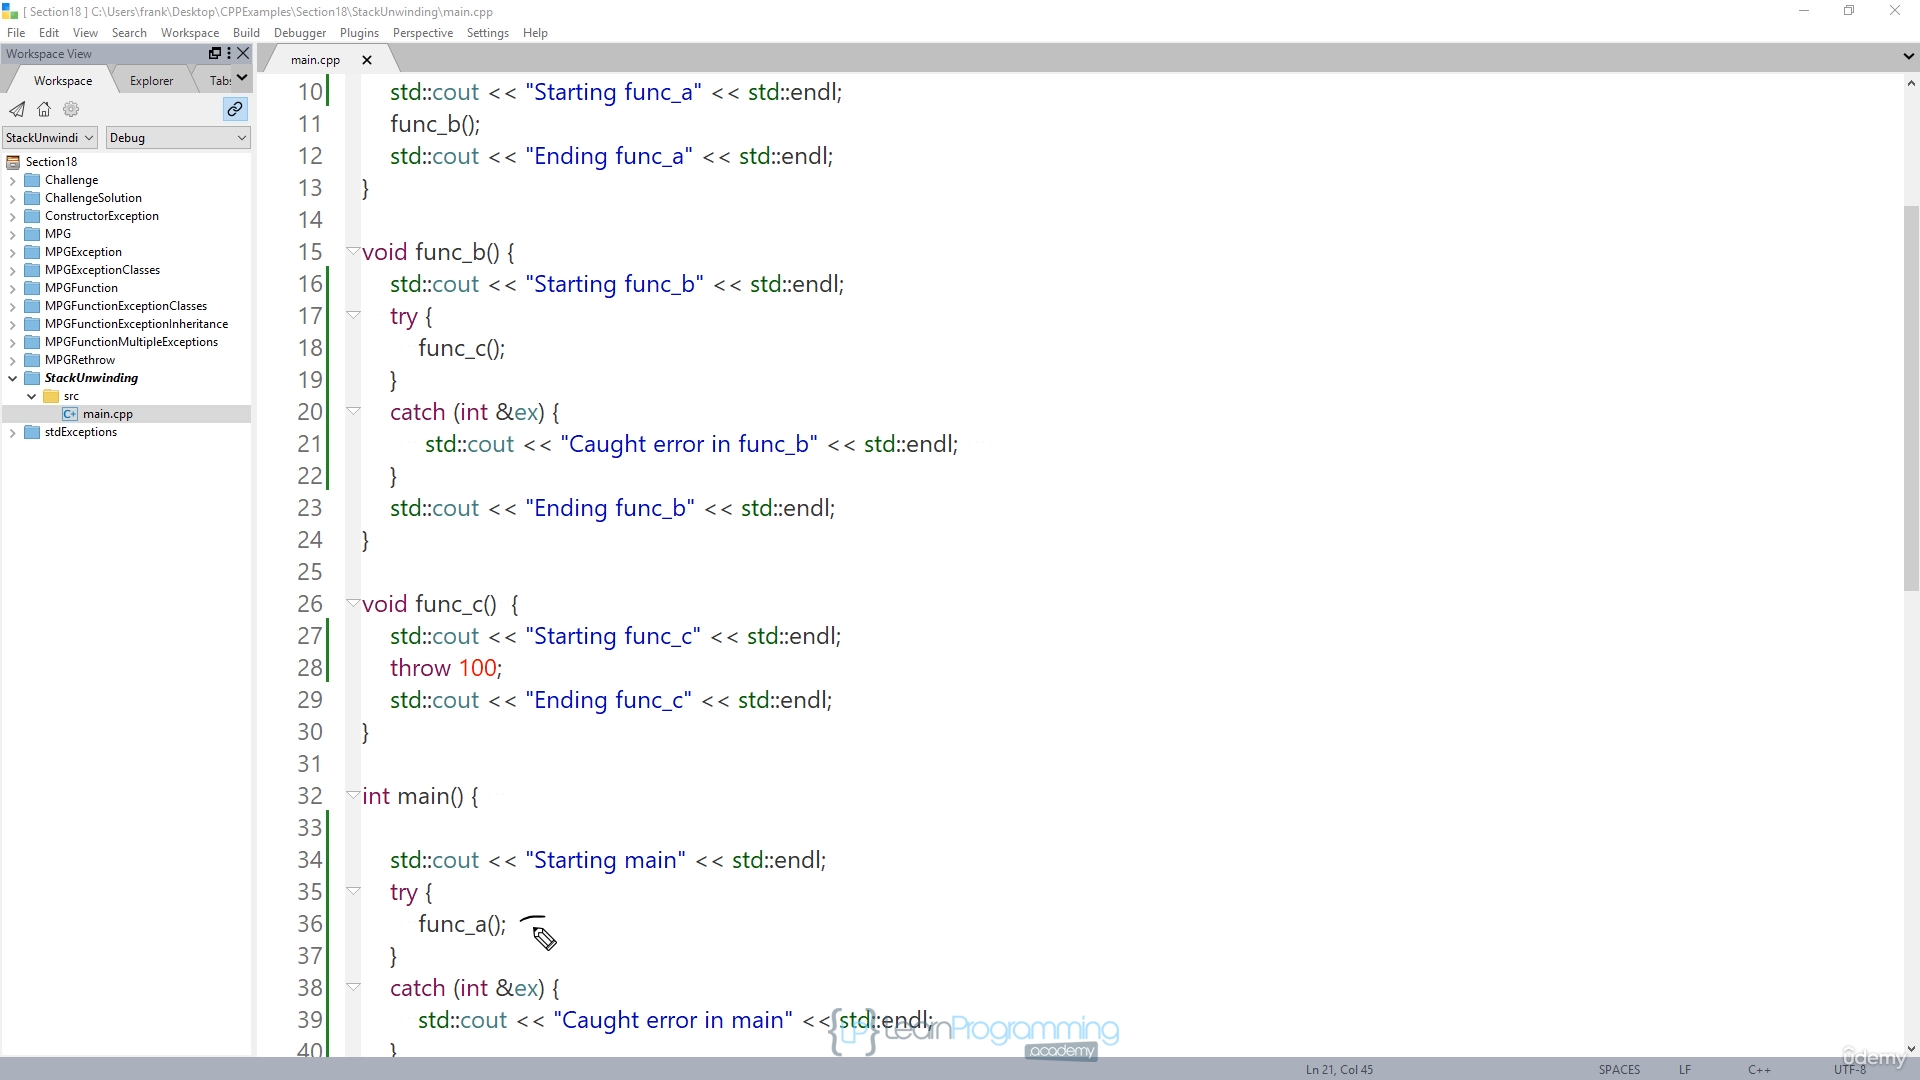 [ Section18 ] C:\Users\frank\Desktop\CPPExamples\Section18\StackUnwinding\main.cpp
File Edit View Search Workspace Build Debugger Plugins Perspective Settings Help
Workspace View
main.cpp
Workspace Explorer Tabs
StackUnwindi Debug
Section18
Challenge
ChallengeSolution
ConstructorException
MPG
MPGException
MPGExceptionClasses
MPGFunction
MPGFunctionExceptionClasses
MPGFunctionExceptionInheritance
MPGFunctionMultipleExceptions
MPGRethrow
StackUnwinding
src
main.cpp
stdExceptions
10 std::cout << "Starting func_a" << std::endl;
11 func_b();
12 std::cout << "Ending func_a" << std::endl;
13 }
14
15 void func_b() {
16 std::cout << "Starting func_b" << std::endl;
17 try {
18 func_c();
19 }
20 catch (int &ex) {
21 std::cout << "Caught error in func_b" << std::endl;
22 }
23 std::cout << "Ending func_b" << std::endl;
24 }
25
26 void func_c()  {
27 std::cout << "Starting func_c" << std::endl;
28 throw 100;
29 std::cout << "Ending func_c" << std::endl;
30 }
31
32 int main() {
33
34 std::cout << "Starting main" << std::endl;
35 try {
36 func_a();
37 }
38 catch (int &ex) {
39 std::cout << "Caught error in main" << std::endl;
40 }
{LP} LearnProgramming
.academy
ûdemy
Ln 21, Col 45 SPACES LF C++ UTF-8